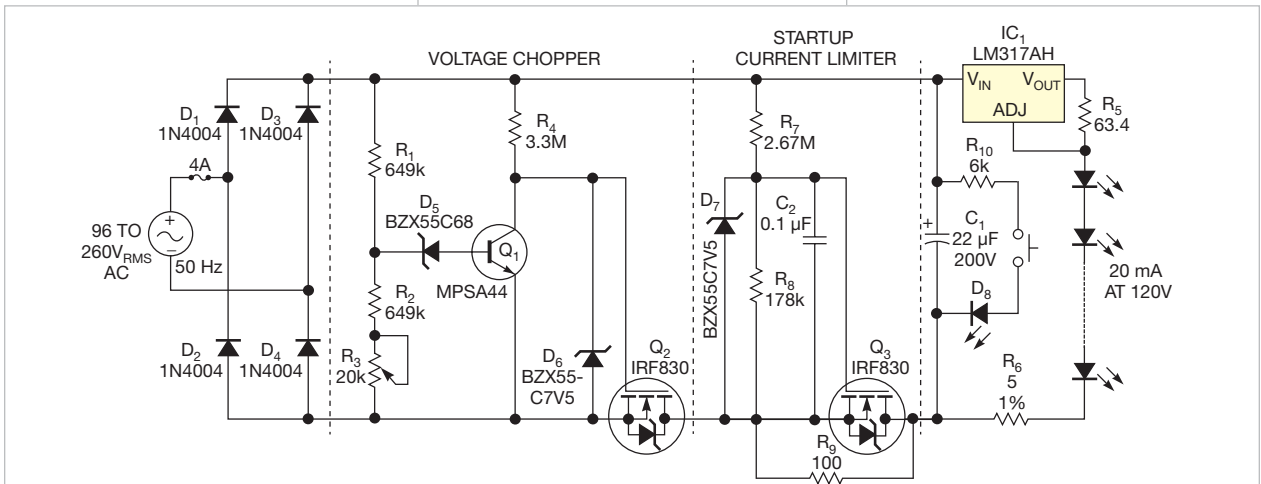 VOLTAGE CHOPPER
STARTUP
CURRENT LIMITER
IC1
LM317AH
VIN
VOUT
ADJ
R5
63.4
D1
1N4004
D3
1N4004
4A
R1
649k
R4
3.3M
R7
2.67M
R10
6k
D5
BZX55C68
Q1
MPSA44
D7
BZX55C7V5
C2
0.1 µF
C1
22 µF
200V
+
96 TO
260VRMS
AC
+
−
50 Hz
R2
649k
R8
178k
D8
20 mA
AT 120V
D2
1N4004
D4
1N4004
R3
20k
D6
BZX55-
C7V5
Q2
IRF830
Q3
IRF830
R6
5
1%
R9
100